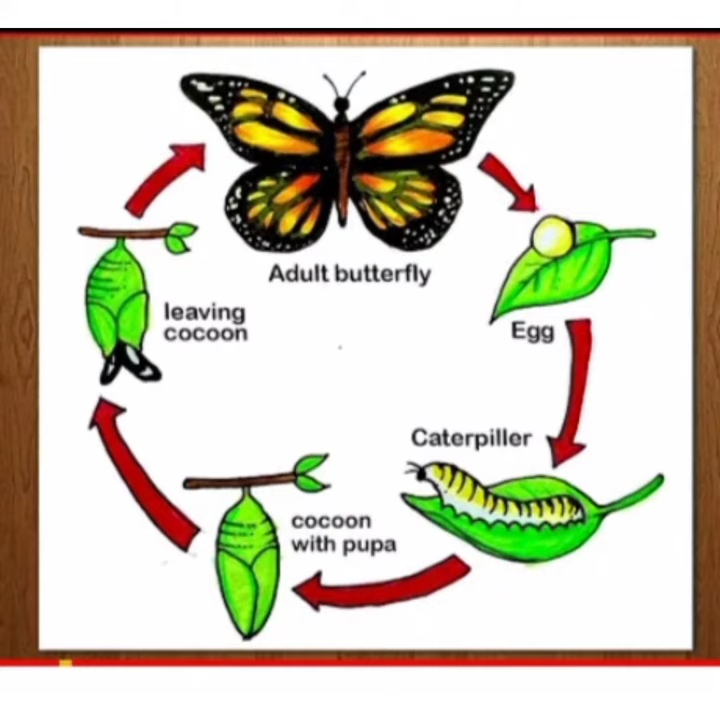 Adult butterfly
Egg
Caterpiller
cocoon
with pupa
leaving
cocoon